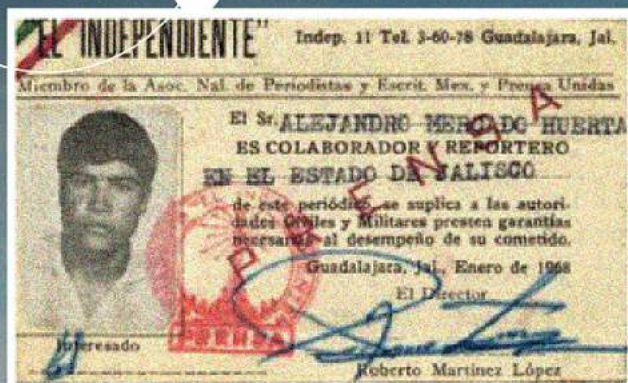 "EL INDEPENDIENTE"
Indep. 11 Tel. 3-60-78 Guadalajara, Jal.
Miembro de la Asoc. Nal. de Periodistas y Escrit. Mex. y Prensa Unidas
El Sr. ALEJANDRO MERCADO HUERTA
ES COLABORADOR Y REPORTERO
EN EL ESTADO DE JALISCO
de este periódico, se suplica a las autori-
dades Civiles y Militares presten garantías
necesarias al desempeño de su cometido.
Guadalajara, Jal., Enero de 1968
El Director
Interesado
Roberto Martínez López
PRENSA